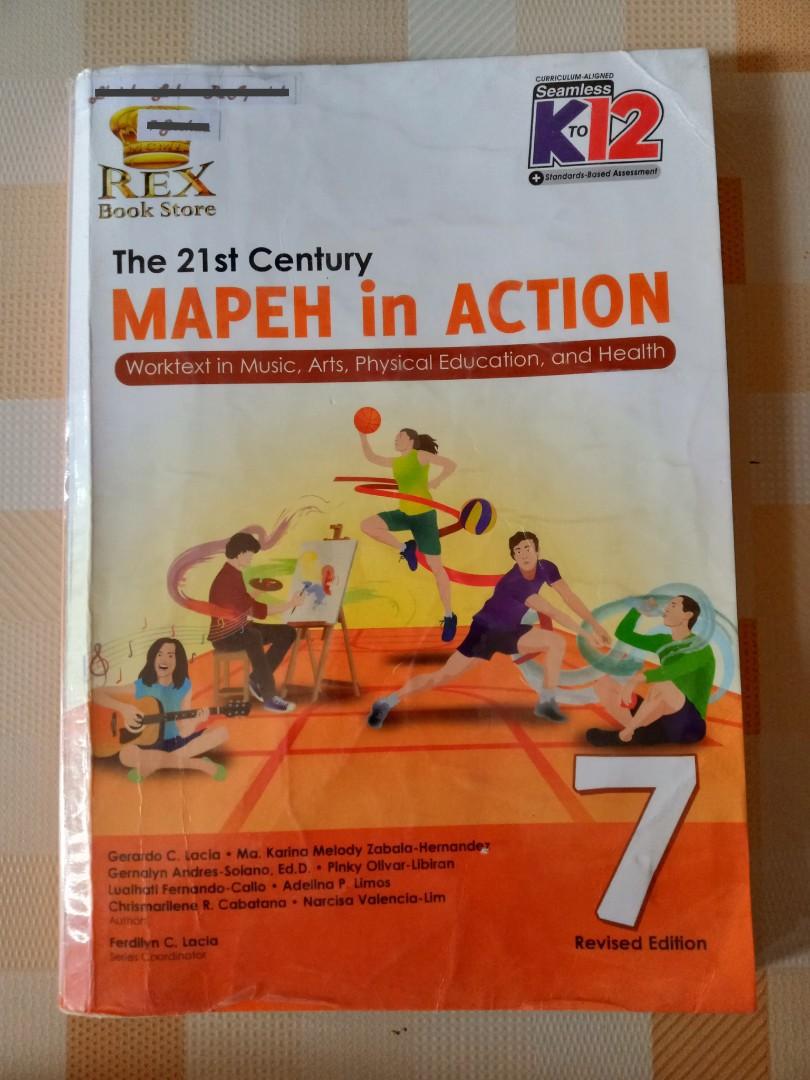 REX
Book Store
CURRICULUM-ALIGNED
Seamless
K TO 12
+ Standards-Based Assessment
The 21st Century
MAPEH in ACTION
Worktext in Music, Arts, Physical Education, and Health
7
Gerardo C. Lacia • Ma. Karina Melody Zabala-Hernandez
Gernalyn Andres-Solano, Ed.D. • Pinky Olivar-Libiran
Lualhati Fernando-Callo • Adelina P. Limos
Chrismarilene R. Cabatana • Narcisa Valencia-Lim
Authors
Ferdilyn C. Lacia
Series Coordinator
Revised Edition